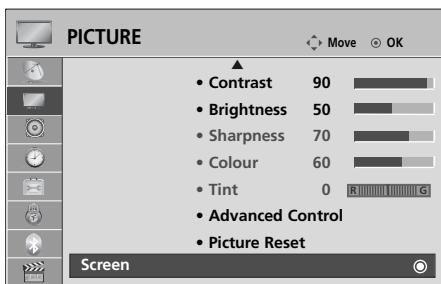 PICTURE Move OK
• Contrast 90
• Brightness 50
• Sharpness 70
• Colour 60
• Tint 0 R G
• Advanced Control
• Picture Reset
Screen